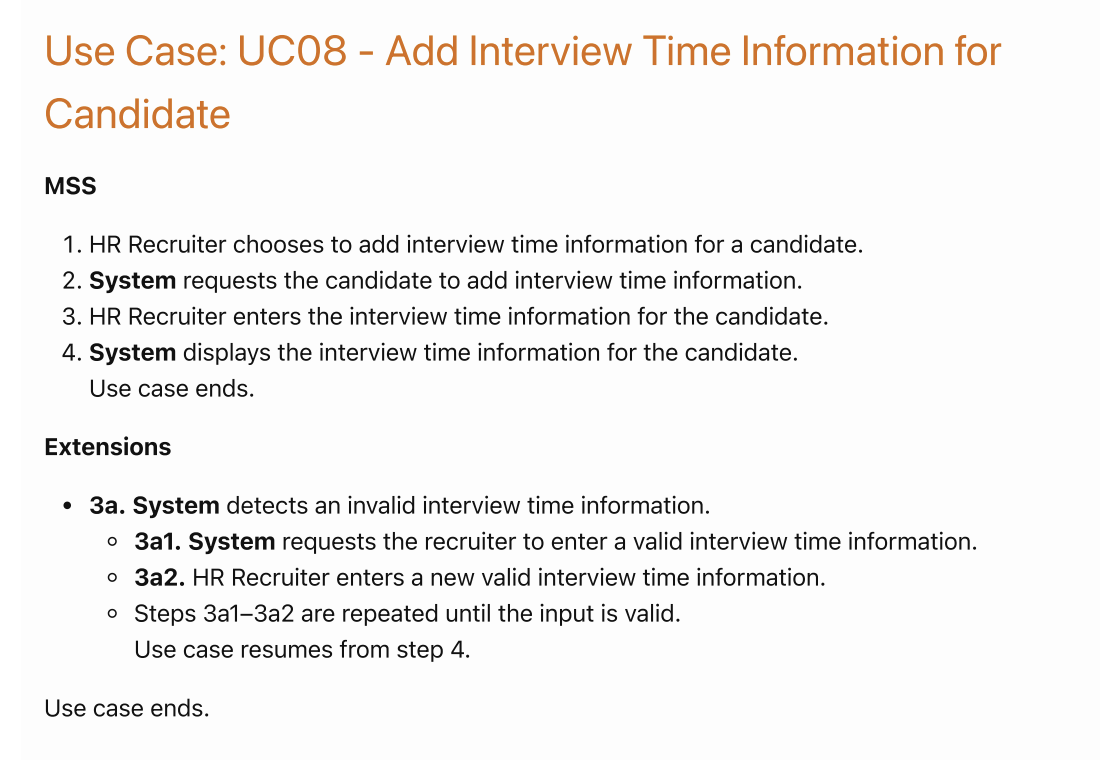 Use Case: UC08 - Add Interview Time Information for
Candidate
MSS
1. HR Recruiter chooses to add interview time information for a candidate.
2. System requests the candidate to add interview time information.
3. HR Recruiter enters the interview time information for the candidate.
4. System displays the interview time information for the candidate.
Use case ends.
Extensions
• 3a. System detects an invalid interview time information.
◦ 3a1. System requests the recruiter to enter a valid interview time information.
◦ 3a2. HR Recruiter enters a new valid interview time information.
◦ Steps 3a1–3a2 are repeated until the input is valid.
Use case resumes from step 4.
Use case ends.